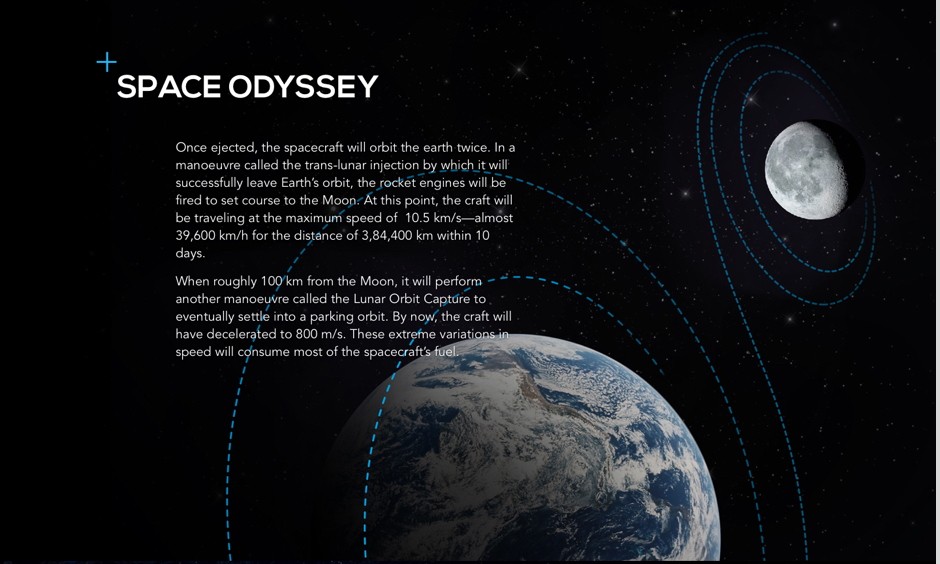 SPACE ODYSSEY
Once ejected, the spacecraft will orbit the earth twice. In a
manoeuvre called the trans-lunar injection by which it will
successfully leave Earth’s orbit, the rocket engines will be
fired to set course to the Moon. At this point, the craft will
be traveling at the maximum speed of  10.5 km/s—almost
39,600 km/h for the distance of 3,84,400 km within 10
days.
When roughly 100 km from the Moon, it will perform
another manoeuvre called the Lunar Orbit Capture to
eventually settle into a parking orbit. By now, the craft will
have decelerated to 800 m/s. These extreme variations in
speed will consume most of the spacecraft’s fuel.